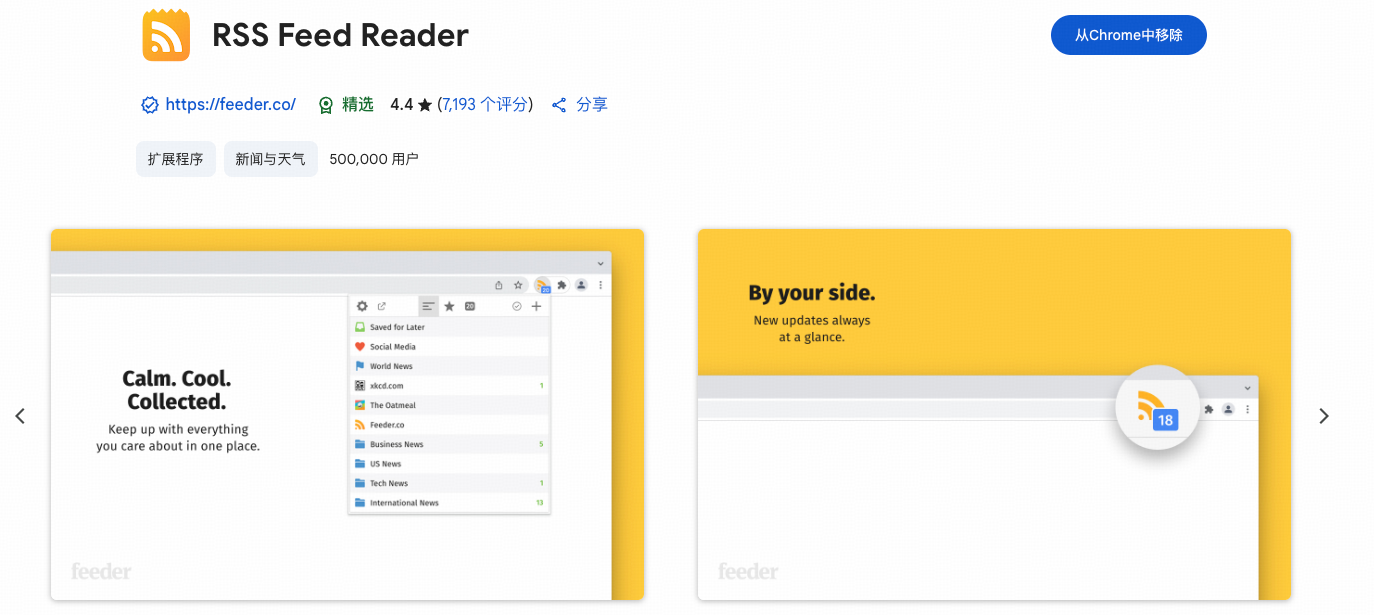 RSS Feed Reader
从Chrome中移除
https://feeder.co/ 精选 4.4 ★ (7,193 个评分) 分享
扩展程序 新闻与天气 500,000 用户
Calm. Cool.
Collected.
Keep up with everything
you care about in one place.
20
20
Saved for Later
Social Media
World News
xkcd.com 1
The Oatmeal
Feeder.co
Business News 5
US News
Tech News 1
International News 13
feeder
By your side.
New updates always
at a glance.
18
feeder